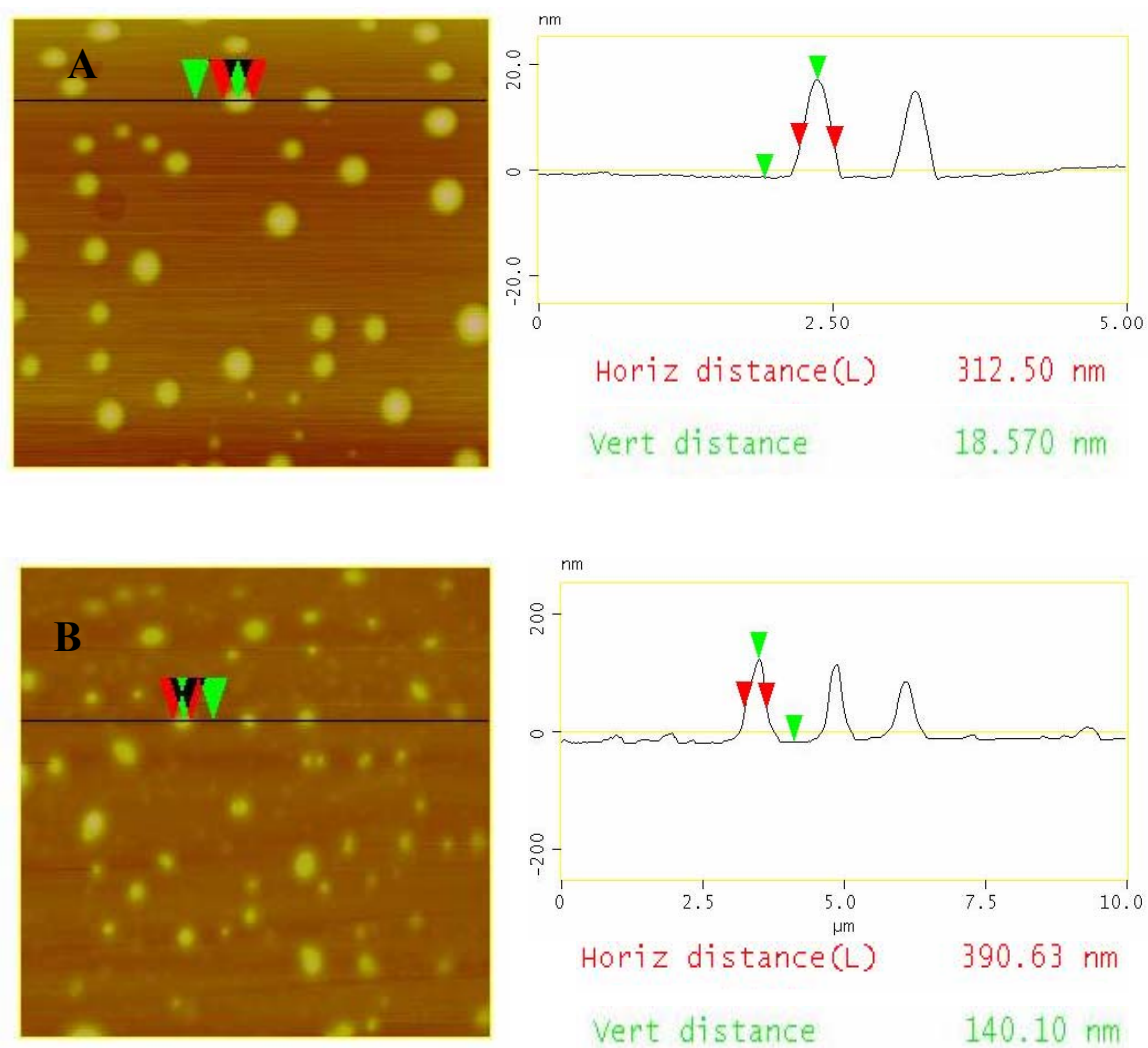 A
nm
20.0
0
-20.0
0 2.50 5.00
Horiz distance(L) 312.50 nm
Vert distance 18.570 nm
B
nm
200
0
-200
0 2.5 5.0 7.5 10.0
µm
Horiz distance(L) 390.63 nm
Vert distance 140.10 nm